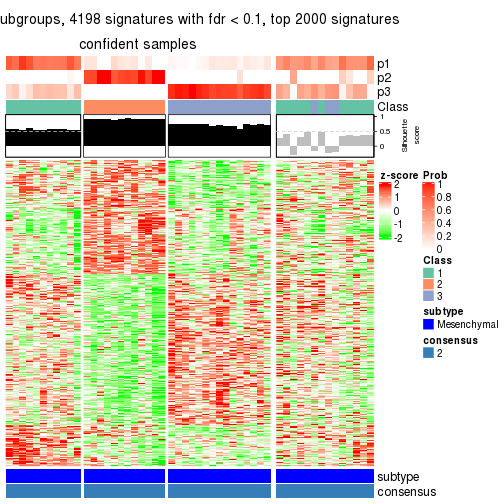 ubgroups, 4198 signatures with fdr < 0.1, top 2000 signatures
confident samples
p1
p2
p3
Class
1
0.5
0
Silhouette
score
z-score
2
1
0
-1
-2
Prob
1
0.8
0.6
0.4
0.2
0
Class
1
2
3
subtype
Mesenchymal
consensus
2
subtype
consensus